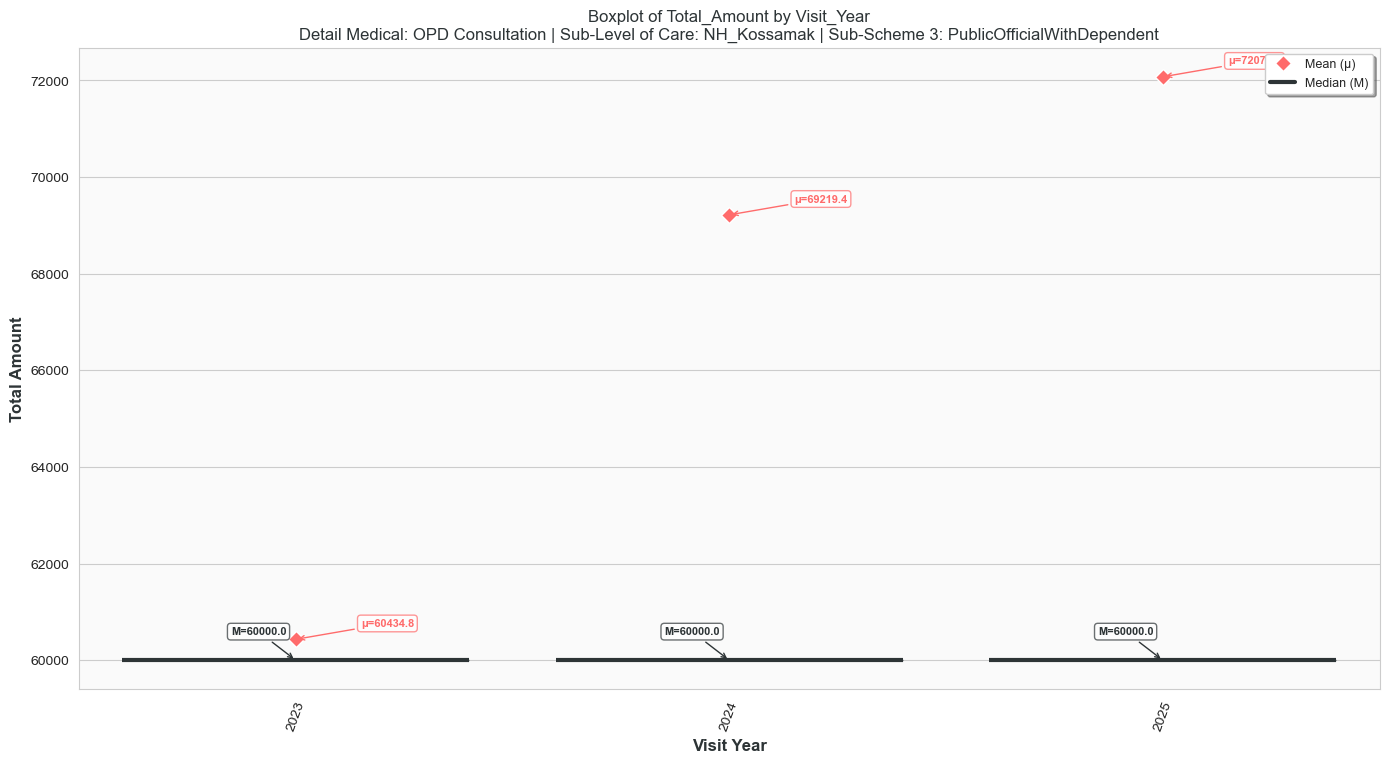 Boxplot of Total_Amount by Visit_Year
Detail Medical: OPD Consultation | Sub-Level of Care: NH_Kossamak | Sub-Scheme 3: PublicOfficialWithDependent
Mean (μ)
Median (M)
72000
70000
μ=69219.4
68000
66000
64000
62000
60000
M=60000.0
μ=60434.8
M=60000.0
M=60000.0
Total Amount
2023
2024
2025
Visit Year